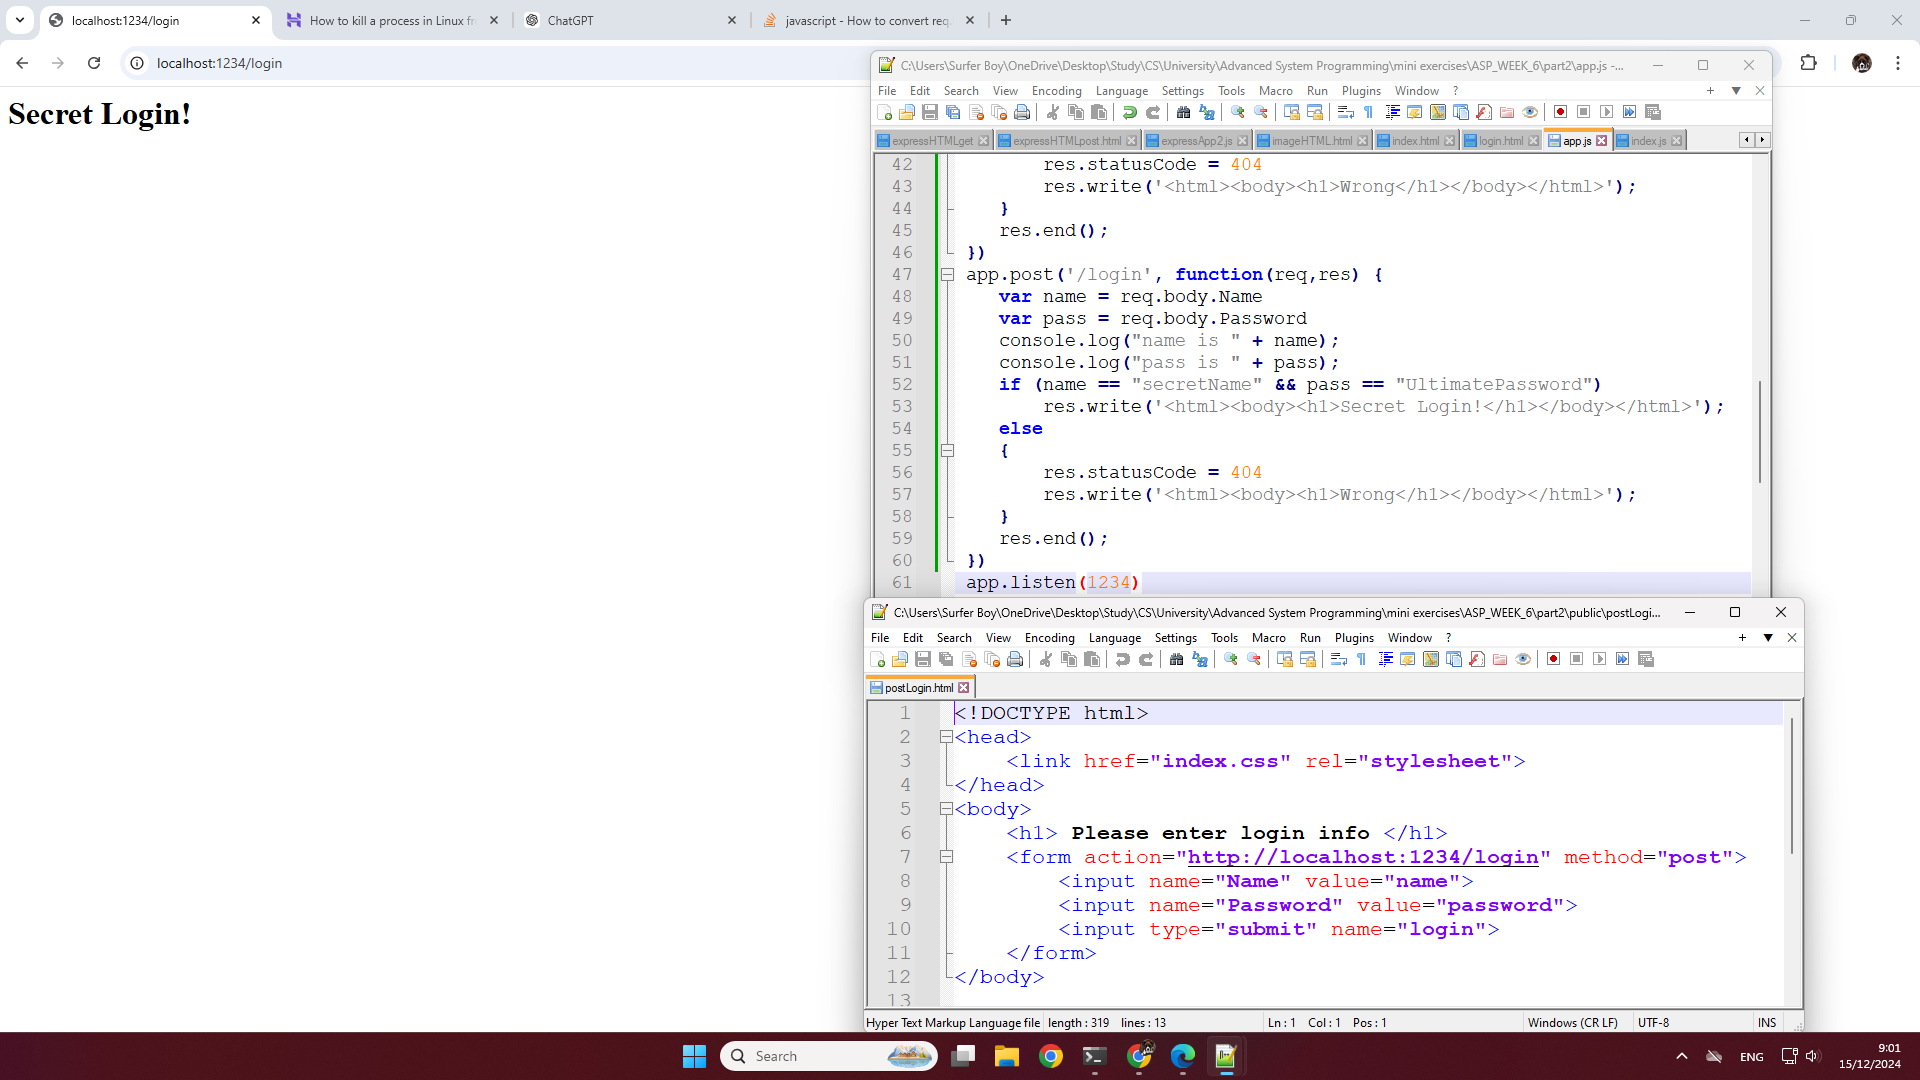 localhost:1234/login
How to kill a process in Linux fr
ChatGPT
javascript - How to convert req
localhost:1234/login
Secret Login!
C:\Users\Surfer Boy\OneDrive\Desktop\Study\CS\University\Advanced System Programming\mini exercises\ASP_WEEK_6\part2\app.js -...
File Edit Search View Encoding Language Settings Tools Macro Run Plugins Window ?
expressHTMLget expressHTMLpost.html expressApp2.js imageHTML.html index.html login.html app.js index.js
42 res.statusCode = 404
43 res.write('<html><body><h1>Wrong</h1></body></html>');
44 }
45 res.end();
46 })
47 app.post('/login', function(req,res) {
48 var name = req.body.Name
49 var pass = req.body.Password
50 console.log("name is " + name);
51 console.log("pass is " + pass);
52 if (name == "secretName" && pass == "UltimatePassword")
53 res.write('<html><body><h1>Secret Login!</h1></body></html>');
54 else
55 {
56 res.statusCode = 404
57 res.write('<html><body><h1>Wrong</h1></body></html>');
58 }
59 res.end();
60 })
61 app.listen(1234)
C:\Users\Surfer Boy\OneDrive\Desktop\Study\CS\University\Advanced System Programming\mini exercises\ASP_WEEK_6\part2\public\postLogi...
File Edit Search View Encoding Language Settings Tools Macro Run Plugins Window ?
postLogin.html
1 <!DOCTYPE html>
2 <head>
3 <link href="index.css" rel="stylesheet">
4 </head>
5 <body>
6 <h1> Please enter login info </h1>
7 <form action="http://localhost:1234/login" method="post">
8 <input name="Name" value="name">
9 <input name="Password" value="password">
10 <input type="submit" name="login">
11 </form>
12 </body>
13
Hyper Text Markup Language file length : 319 lines : 13 Ln : 1 Col : 1 Pos : 1 Windows (CR LF) UTF-8 INS
Search
ENG
9:01
15/12/2024